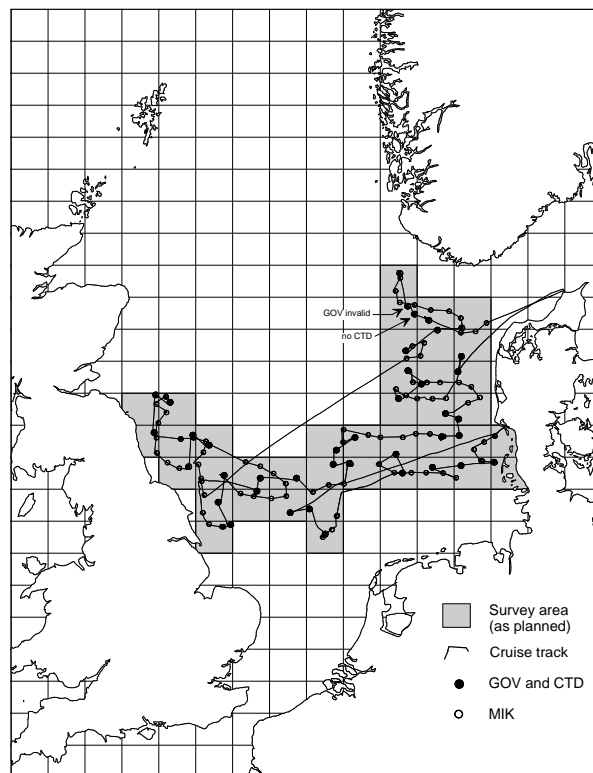 GOV invalid
no CTD
Survey area
(as planned)
Cruise track
GOV and CTD
MIK